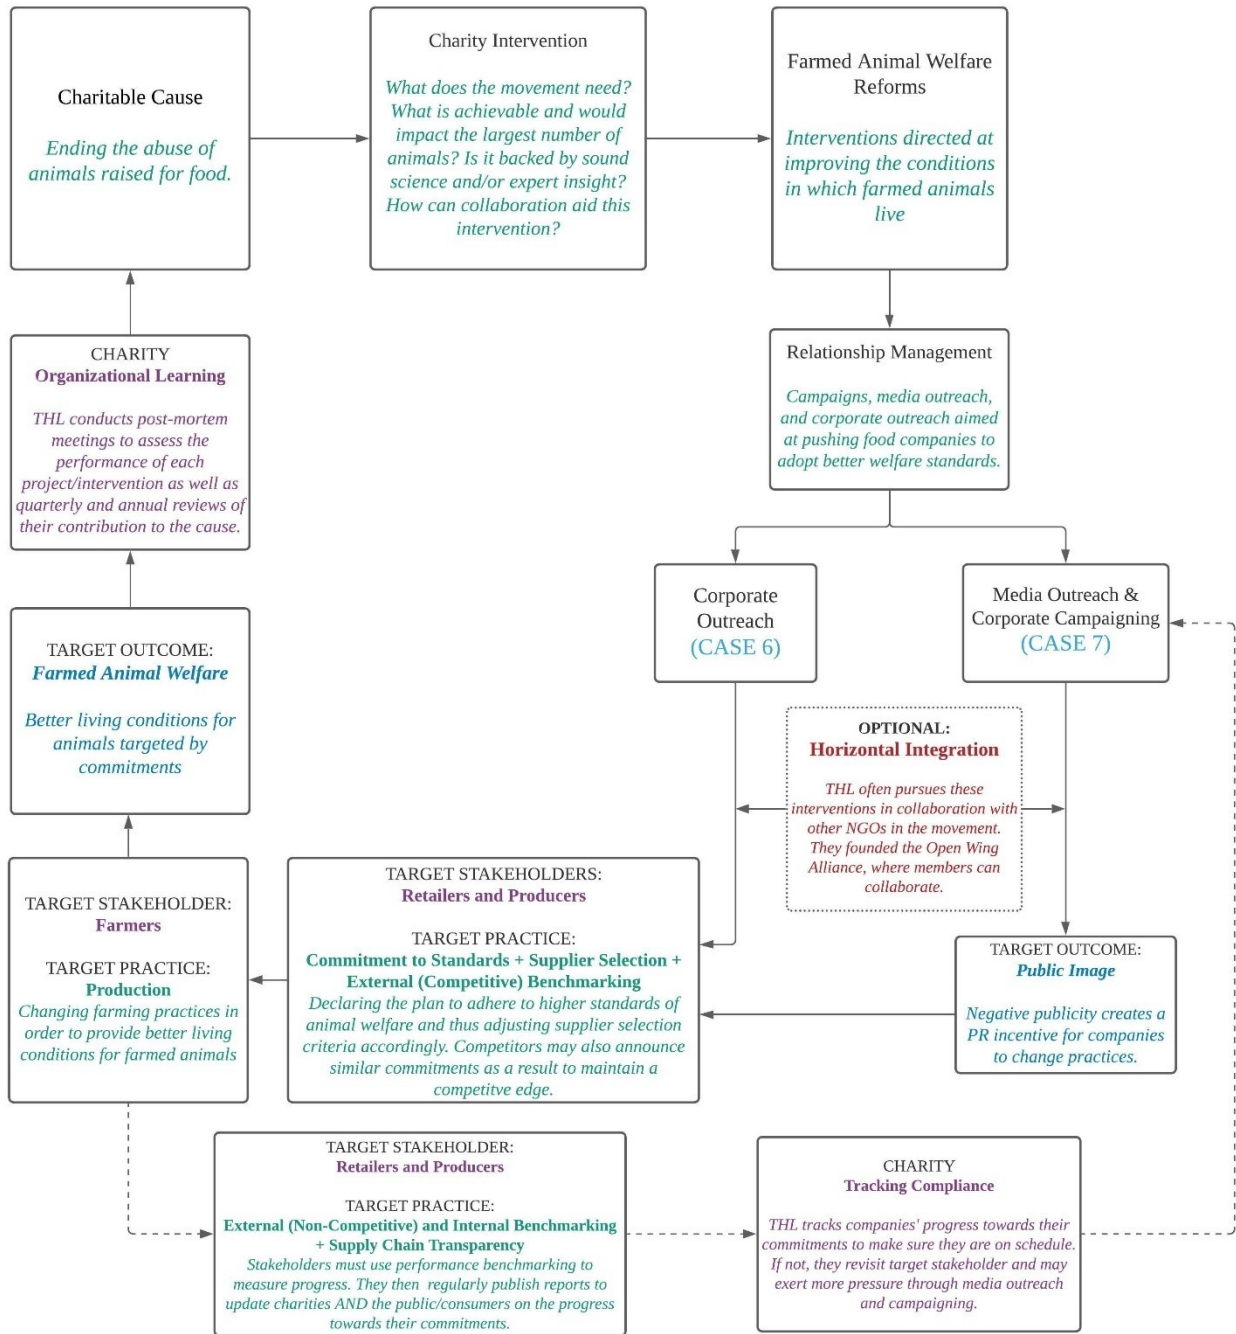 Charitable Cause
Ending the abuse of
animals raised for food.
Charity Intervention
What does the movement need?
What is achievable and would
impact the largest number of
animals? Is it backed by sound
science and/or expert insight?
How can collaboration aid this
intervention?
Farmed Animal Welfare
Reforms
Interventions directed at
improving the conditions
in which farmed animals
live
Relationship Management
Campaigns, media outreach,
and corporate outreach aimed
at pushing food companies to
adopt better welfare standards.
Corporate
Outreach
(CASE 6)
Media Outreach &
Corporate Campaigning
(CASE 7)
OPTIONAL:
Horizontal Integration
THL often pursues these
interventions in collaboration with
other NGOs in the movement.
They founded the Open Wing
Alliance, where members can
collaborate.
TARGET OUTCOME:
Public Image
Negative publicity creates a
PR incentive for companies
to change practices.
TARGET STAKEHOLDERS:
Retailers and Producers
TARGET PRACTICE:
Commitment to Standards + Supplier Selection +
External (Competitive) Benchmarking
Declaring the plan to adhere to higher standards of
animal welfare and thus adjusting supplier selection
criteria accordingly. Competitors may also announce
similar commitments as a result to maintain a
competitve edge.
TARGET STAKEHOLDER:
Farmers
TARGET PRACTICE:
Production
Changing farming practices in
order to provide better living
conditions for farmed animals
TARGET OUTCOME:
Farmed Animal Welfare
Better living conditions for
animals targeted by
commitments
CHARITY
Organizational Learning
THL conducts post-mortem
meetings to assess the
performance of each
project/intervention as well as
quarterly and annual reviews of
their contribution to the cause.
TARGET STAKEHOLDER:
Retailers and Producers
TARGET PRACTICE:
External (Non-Competitive) and Internal Benchmarking
+ Supply Chain Transparency
Stakeholders must use performance benchmarking to
measure progress. They then regularly publish reports to
update charities AND the public/consumers on the progress
towards their commitments.
CHARITY
Tracking Compliance
THL tracks companies' progress towards their
commitments to make sure they are on schedule.
If not, they revisit target stakeholder and may
exert more pressure through media outreach
and campaigning.